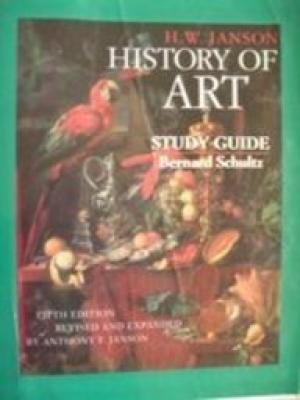 H.W. JANSON
HISTORY OF
ART
STUDY GUIDE
Bernard Schultz
FIFTH EDITION
REVISED AND EXPANDED
BY ANTHONY F. JANSON